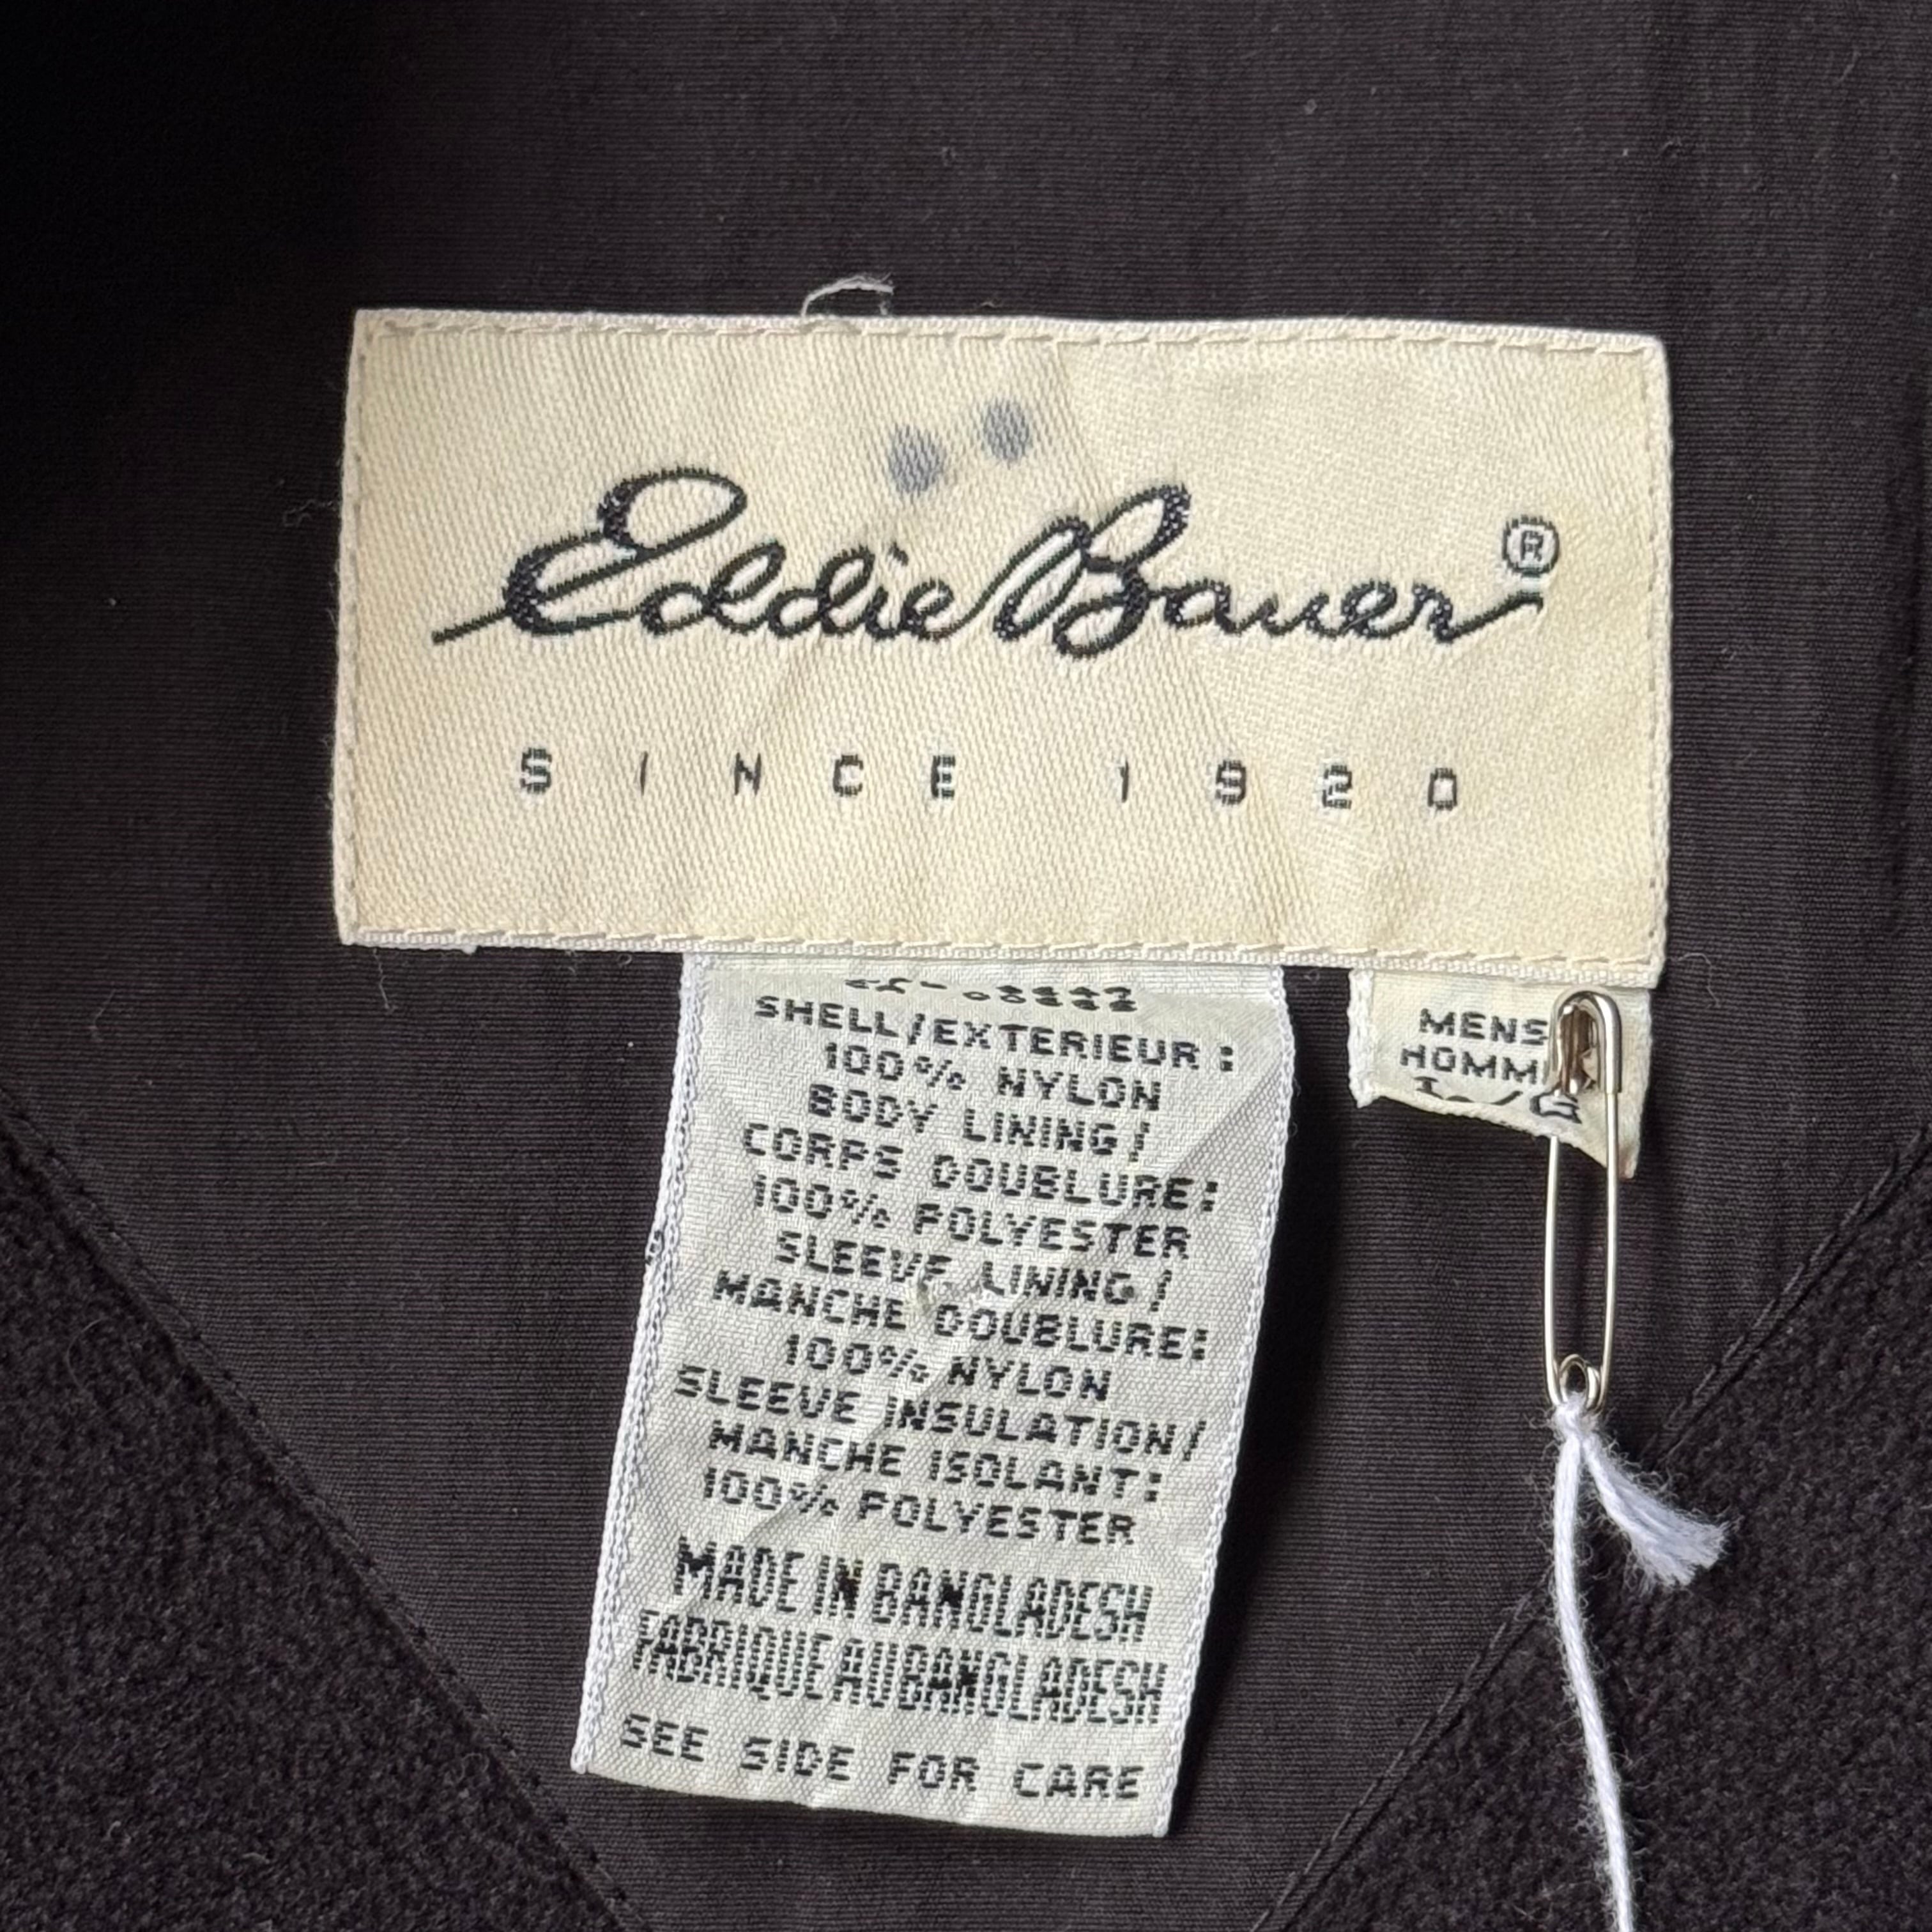 Eddie Bauer®
SINCE 1920
SHELL/EXTERIEUR:
100% NYLON
BODY LINING/
CORPS DOUBLURE:
100% POLYESTER
SLEEVE LINING/
MANCHE DOUBLURE:
100% NYLON
SLEEVE INSULATION/
MANCHE ISOLANT:
100% POLYESTER
MADE IN BANGLADESH
FABRIQUE AU BANGLADESH
SEE SIDE FOR CARE
MENS